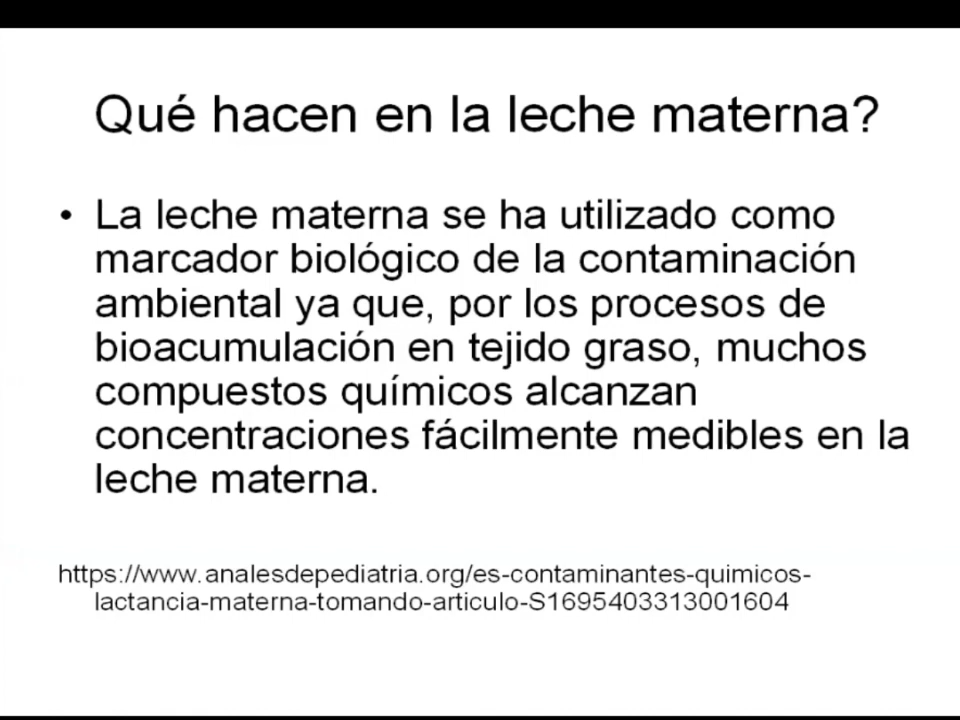 Qué hacen en la leche materna?
• La leche materna se ha utilizado como
marcador biológico de la contaminación
ambiental ya que, por los procesos de
bioacumulación en tejido graso, muchos
compuestos químicos alcanzan
concentraciones fácilmente medibles en la
leche materna.
https://www.analesdepediatria.org/es-contaminantes-quimicos-
lactancia-materna-tomando-articulo-S1695403313001604